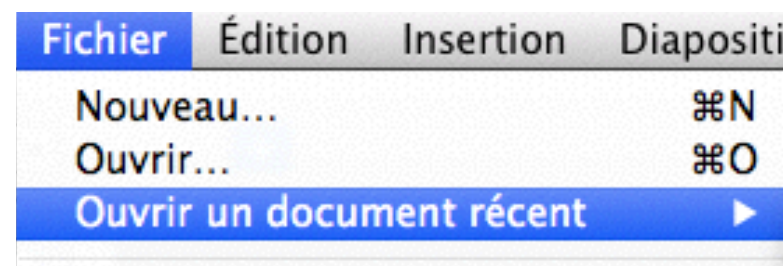 Fichier Édition Insertion Diapositi
Nouveau... ⌘N
Ouvrir... ⌘O
Ouvrir un document récent ▶